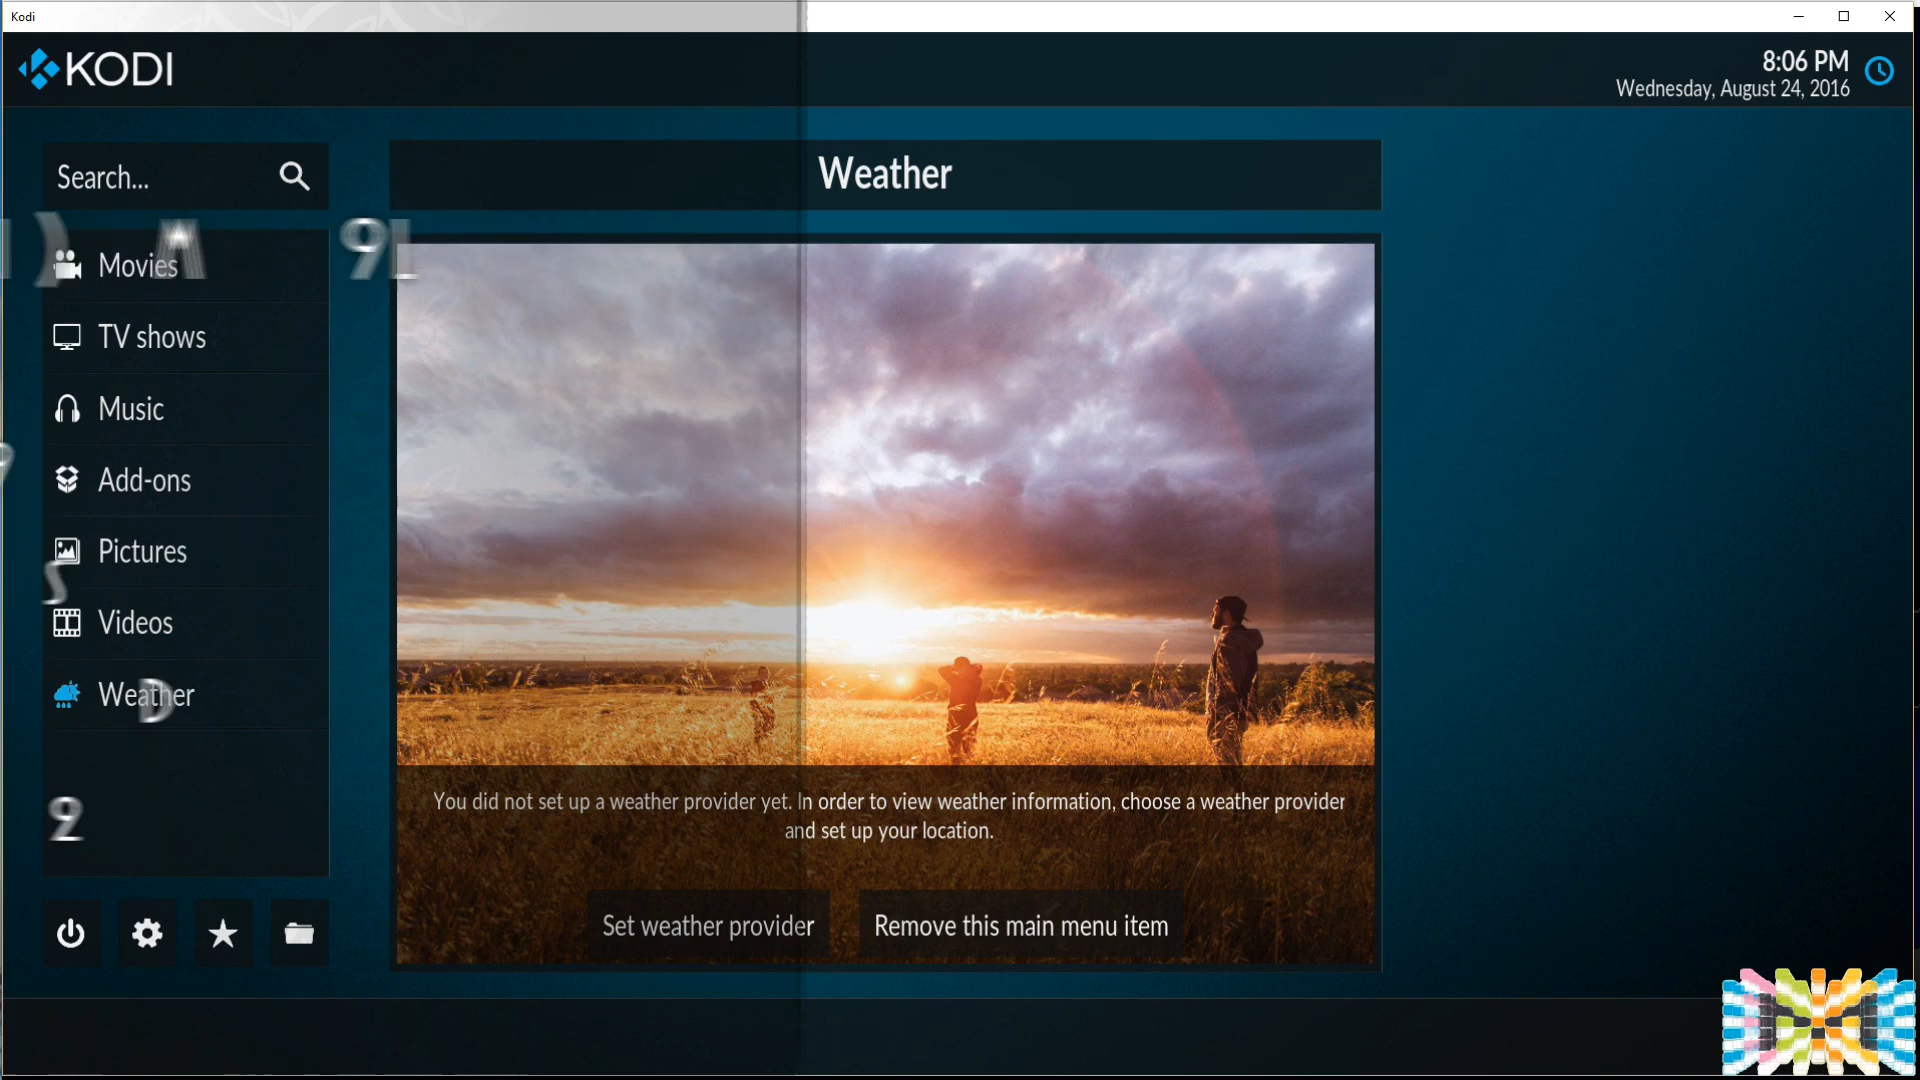 Kodi
KODI
8:06 PM
Wednesday, August 24, 2016
Search...
Weather
Movies
TV shows
Music
Add-ons
Pictures
Videos
Weather
You did not set up a weather provider yet. In order to view weather information, choose a weather provider
and set up your location.
Set weather provider
Remove this main menu item